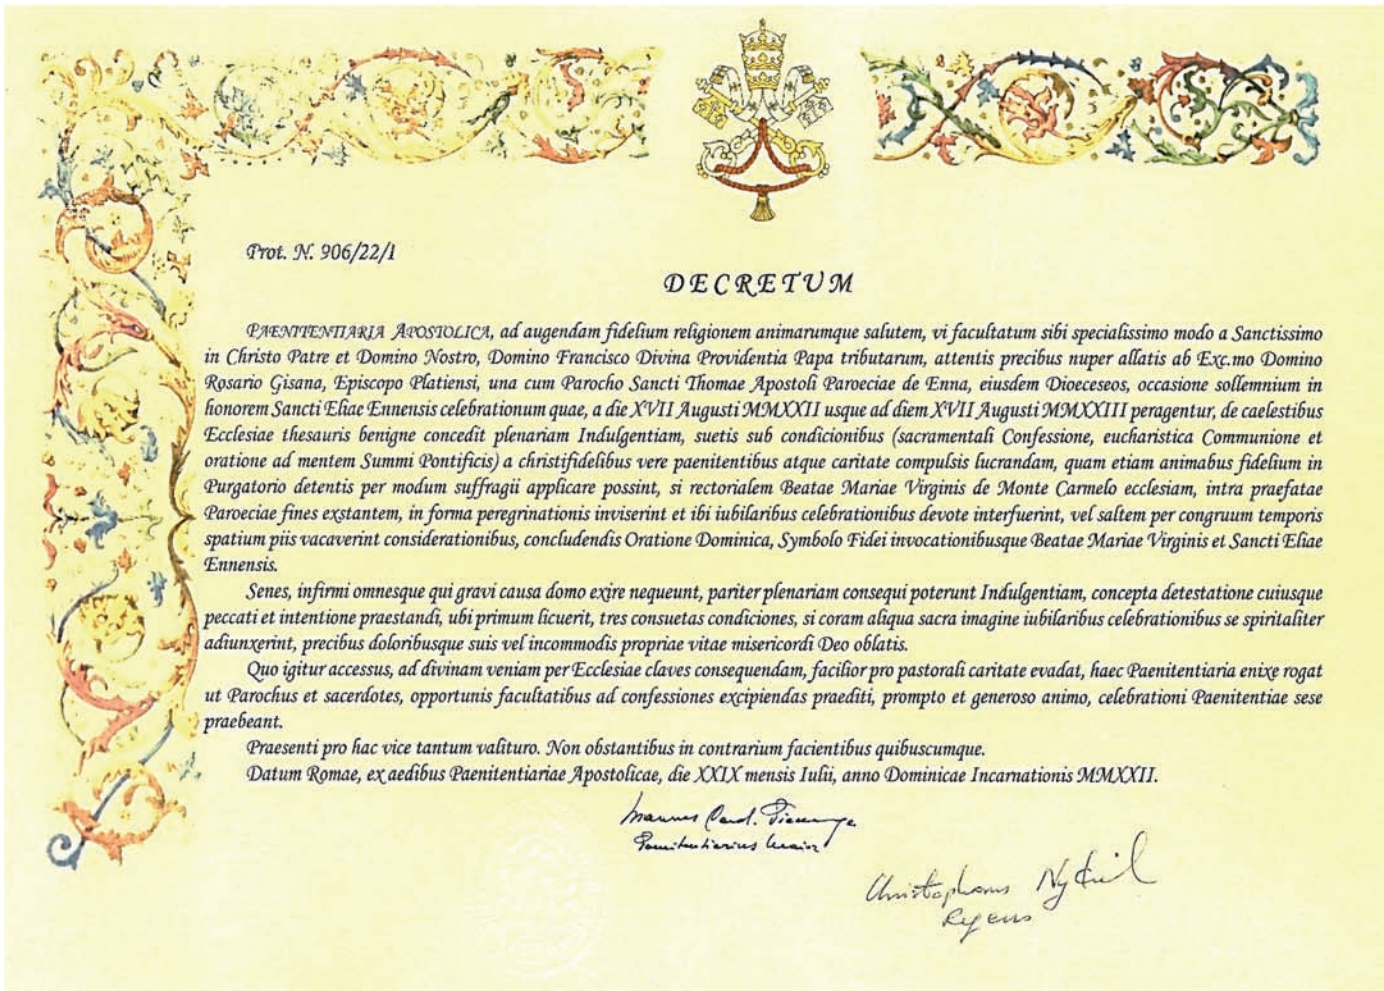 Prot. N. 906/22/I
DECRETUM
PAENITENTIARIA APOSTOLICA, ad augendam fidelium religionem animarumque salutem, vi facultatum sibi specialissimo modo a Sanctissimo
in Christo Patre et Domino Nostro, Domino Francisco Divina Providentia Papa tributarum, attentis precibus nuper allatis ab Exc.mo Domino
Rosario Gisana, Episcopo Platiensi, una cum Parocho Sancti Thomae Apostoli Paroeciae de Enna, eiusdem Dioeceseos, occasione sollemnium in
honorem Sancti Eliae Ennensis celebrationum quae, a die XVII Augusti MMXXII usque ad diem XVII Augusti MMXXIII peragentur, de caelestibus
Ecclesiae thesauris benigne concedit plenariam Indulgentiam, suetis sub condicionibus (sacramentali Confessione, eucharistica Communione et
oratione ad mentem Summi Pontificis) a christifidelibus vere paenitentibus atque caritate compulsis lucrandam, quam etiam animabus fidelium in
Purgatorio detentis per modum suffragii applicare possint, si rectorialem Beatae Mariae Virginis de Monte Carmelo ecclesiam, intra praefatae
Paroeciae fines exstantem, in forma peregrinationis inviserint et ibi iubilaribus celebrationibus devote interfuerint, vel saltem per congruum temporis
spatium piis vacaverint considerationibus, concludendis Oratione Dominica, Symbolo Fidei invocationibusque Beatae Mariae Virginis et Sancti Eliae
Ennensis.
Senes, infirmi omnesque qui gravi causa domo exire nequeunt, pariter plenariam consequi poterunt Indulgentiam, concepta detestatione cuiusque
peccati et intentione praestandi, ubi primum licuerit, tres consuetas condiciones, si coram aliqua sacra imagine iubilaribus celebrationibus se spiritaliter
adiunxerint, precibus doloribusque suis vel incommodis propriae vitae misericordi Deo oblatis.
Quo igitur accessus, ad divinam veniam per Ecclesiae claves consequendam, facilior pro pastorali caritate evadat, haec Paenitentiaria enixe rogat
ut Parochus et sacerdotes, opportunis facultatibus ad confessiones excipiendas praediti, prompto et generoso animo, celebrationi Paenitentiae sese
praebeant.
Praesenti pro hac vice tantum valituro. Non obstantibus in contrarium facientibus quibuscumque.
Datum Romae, ex aedibus Paenitentiariae Apostolicae, die XXIX mensis Iulii, anno Dominicae Incarnationis MMXXII.
Maurus Card. Piacenza
Paenitentiarius Maior
Christophorus Nykiel
Regens